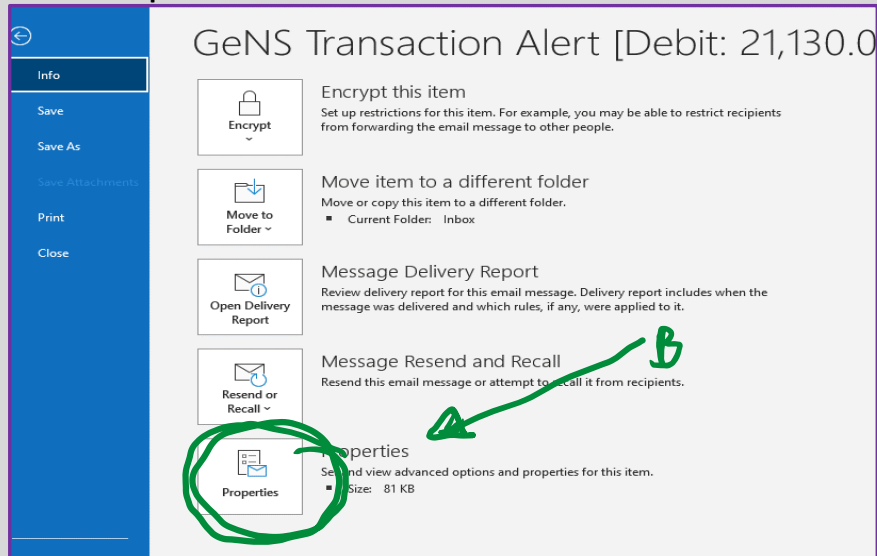 GeNS Transaction Alert [Debit: 21,130.0
Info
Save
Save As
Save Attachments
Print
Close
Encrypt
Encrypt this item
Set up restrictions for this item. For example, you may be able to restrict recipients
from forwarding the email message to other people.
Move to
Folder
Move item to a different folder
Move or copy this item to a different folder.
Current Folder: Inbox
Open Delivery
Report
Message Delivery Report
Review delivery report for this email message. Delivery report includes when the
message was delivered and which rules, if any, were applied to it.
B
Resend or
Recall
Message Resend and Recall
Resend this email message or attempt to recall it from recipients.
Properties
Properties
Set and view advanced options and properties for this item.
Size: 81 KB